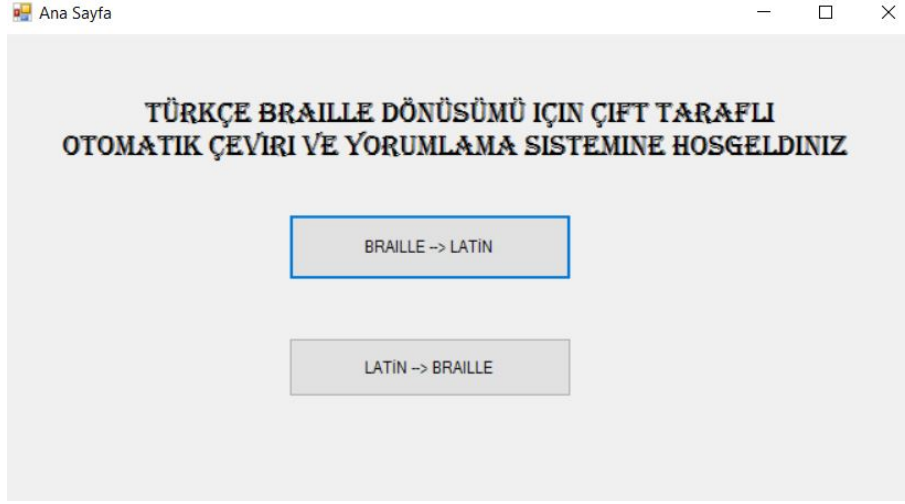 Ana Sayfa
TÜRKÇE BRAILLE DÖNÜSÜMÜ IÇIN ÇIFT TARAFLI
OTOMATIK ÇEVIRI VE YORUMLAMA SISTEMINE HOSGELDINIZ
BRAILLE --> LATİN
LATİN --> BRAILLE